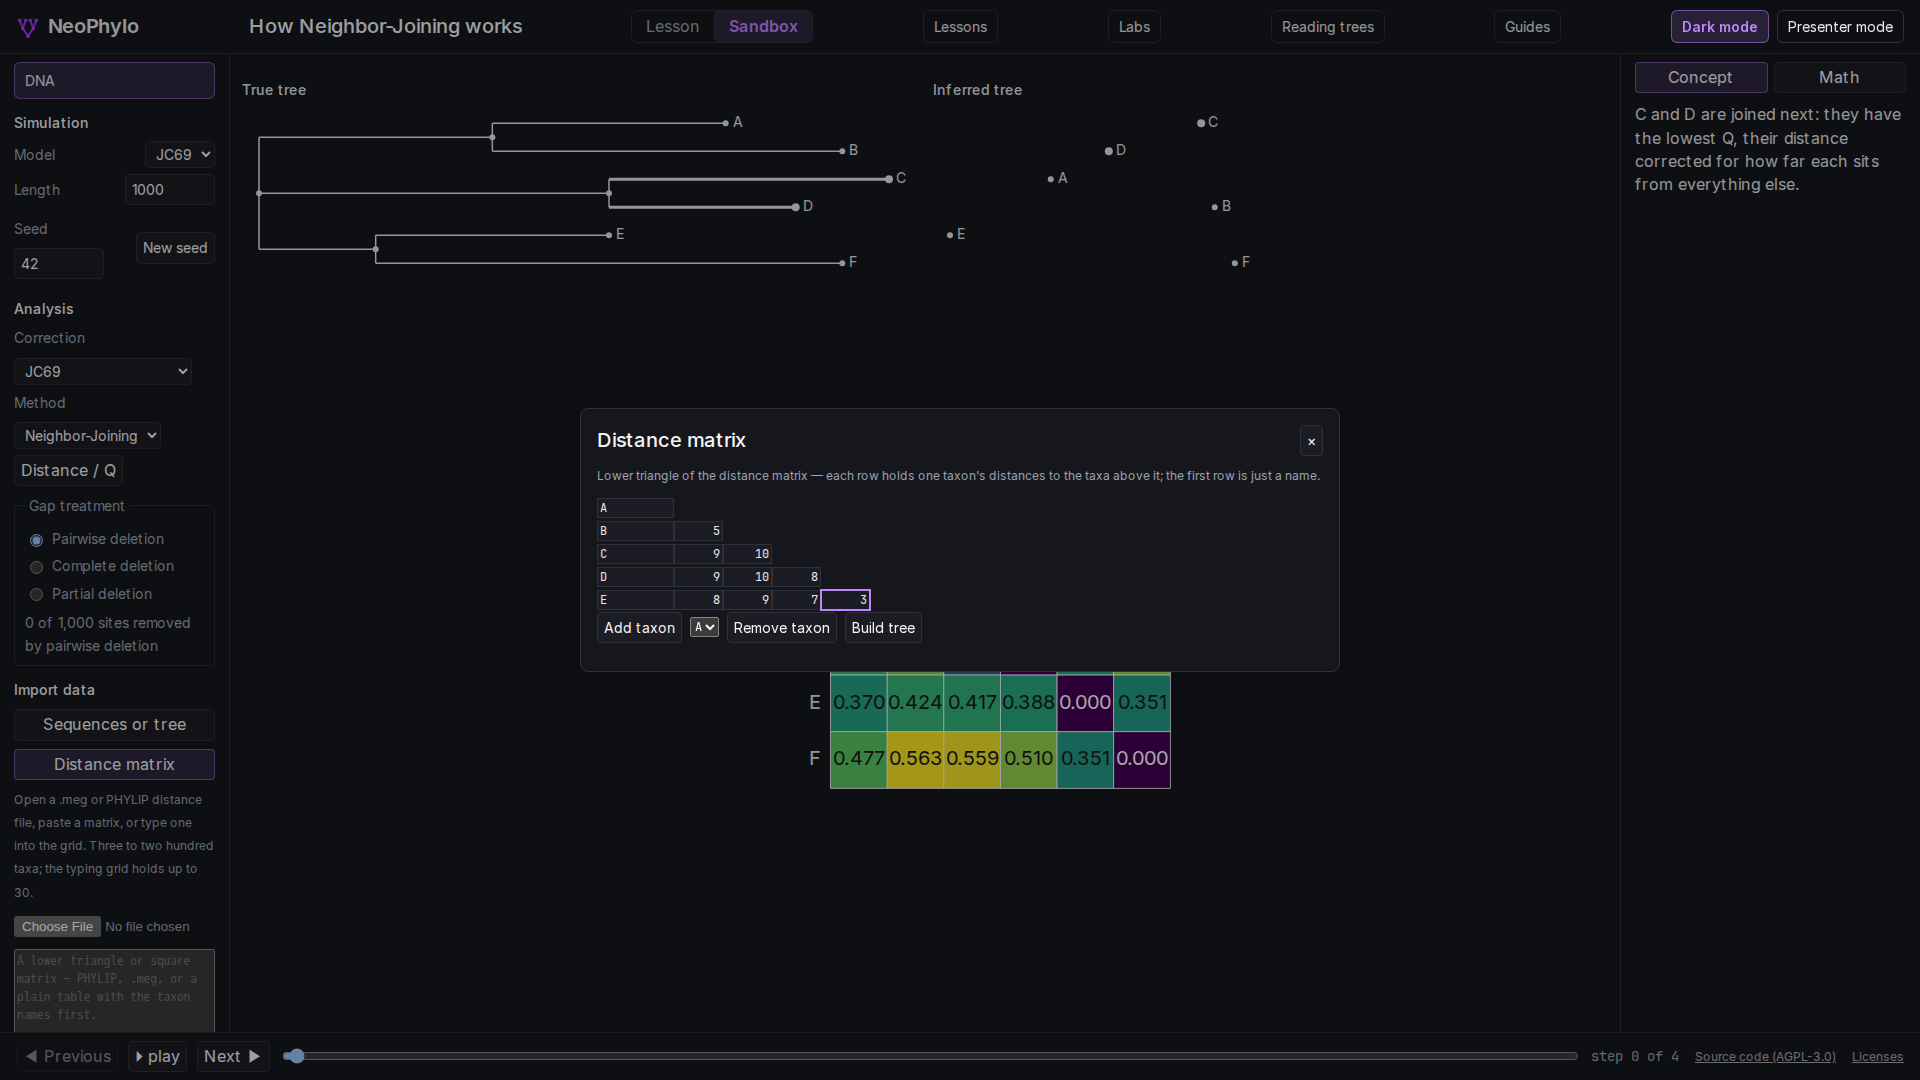 NeoPhylo
How Neighbor-Joining works
Lesson
Sandbox
Lessons
Labs
Reading trees
Guides
Dark mode
Presenter mode
DNA
Simulation
Model
JC69
Length
1000
Seed
New seed
42
Analysis
Correction
JC69
Method
Neighbor-Joining
Distance / Q
Gap treatment
Pairwise deletion
Complete deletion
Partial deletion
0 of 1,000 sites removed
by pairwise deletion
Import data
Sequences or tree
Distance matrix
Open a .meg or PHYLIP distance
file, paste a matrix, or type one
into the grid. Three to two hundred
taxa; the typing grid holds up to
30.
Choose File No file chosen
A lower triangle or square
matrix — PHYLIP, .meg, or a
plain table with the taxon
names first.
True tree
A
B
C
D
E
F
Inferred tree
C
D
A
B
E
F
Distance matrix
×
Lower triangle of the distance matrix — each row holds one taxon's distances to the taxa above it; the first row is just a name.
A
B 5
C 9 10
D 9 10 8
E 8 9 7 3
Add taxon A Remove taxon Build tree
E 0.370 0.424 0.417 0.388 0.000 0.351
F 0.477 0.563 0.559 0.510 0.351 0.000
Concept
Math
C and D are joined next: they have
the lowest Q, their distance
corrected for how far each sits
from everything else.
◀ Previous
play
Next ▶
step 0 of 4
Source code (AGPL-3.0)
Licenses